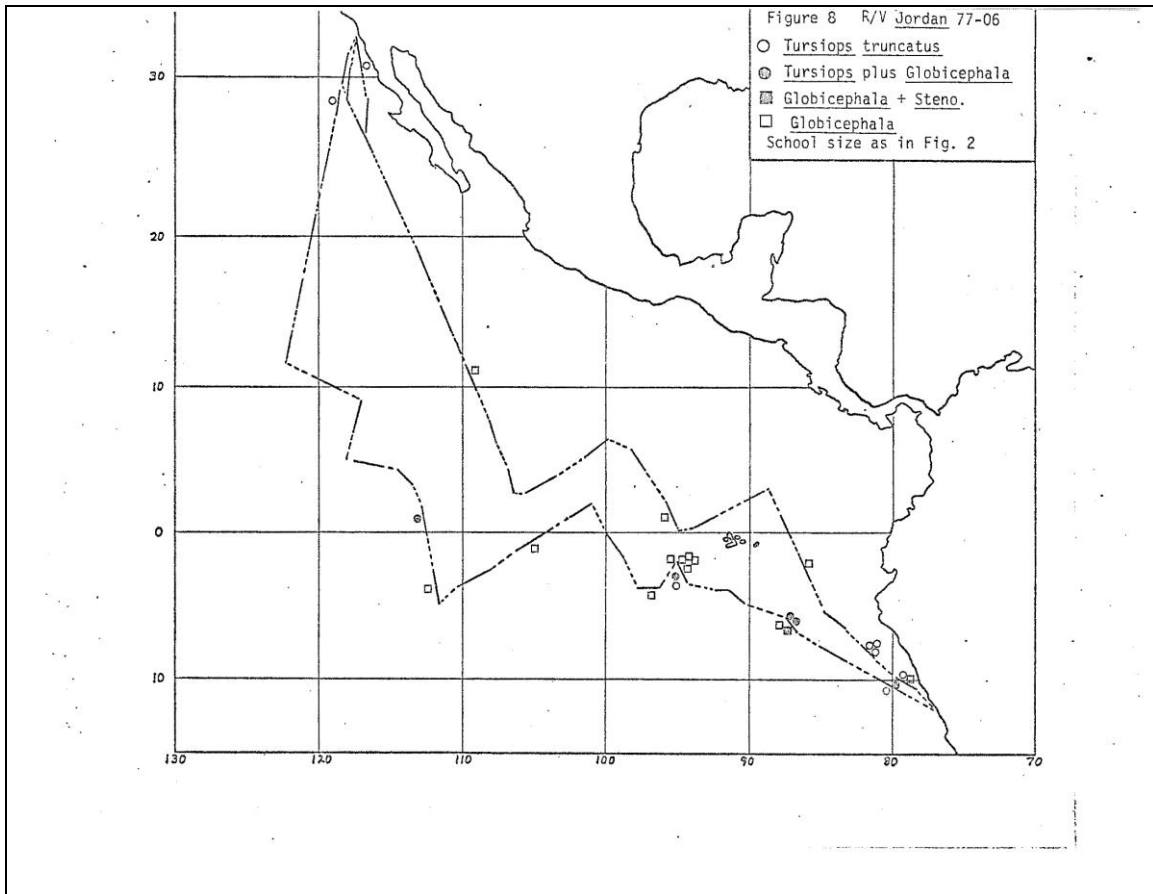 Figure 8 R/V Jordan 77-06
Tursiops truncatus
Tursiops plus Globicephala
Globicephala + Steno.
Globicephala
School size as in Fig. 2
30
20
10
0
10
130 120 110 100 90 80 70